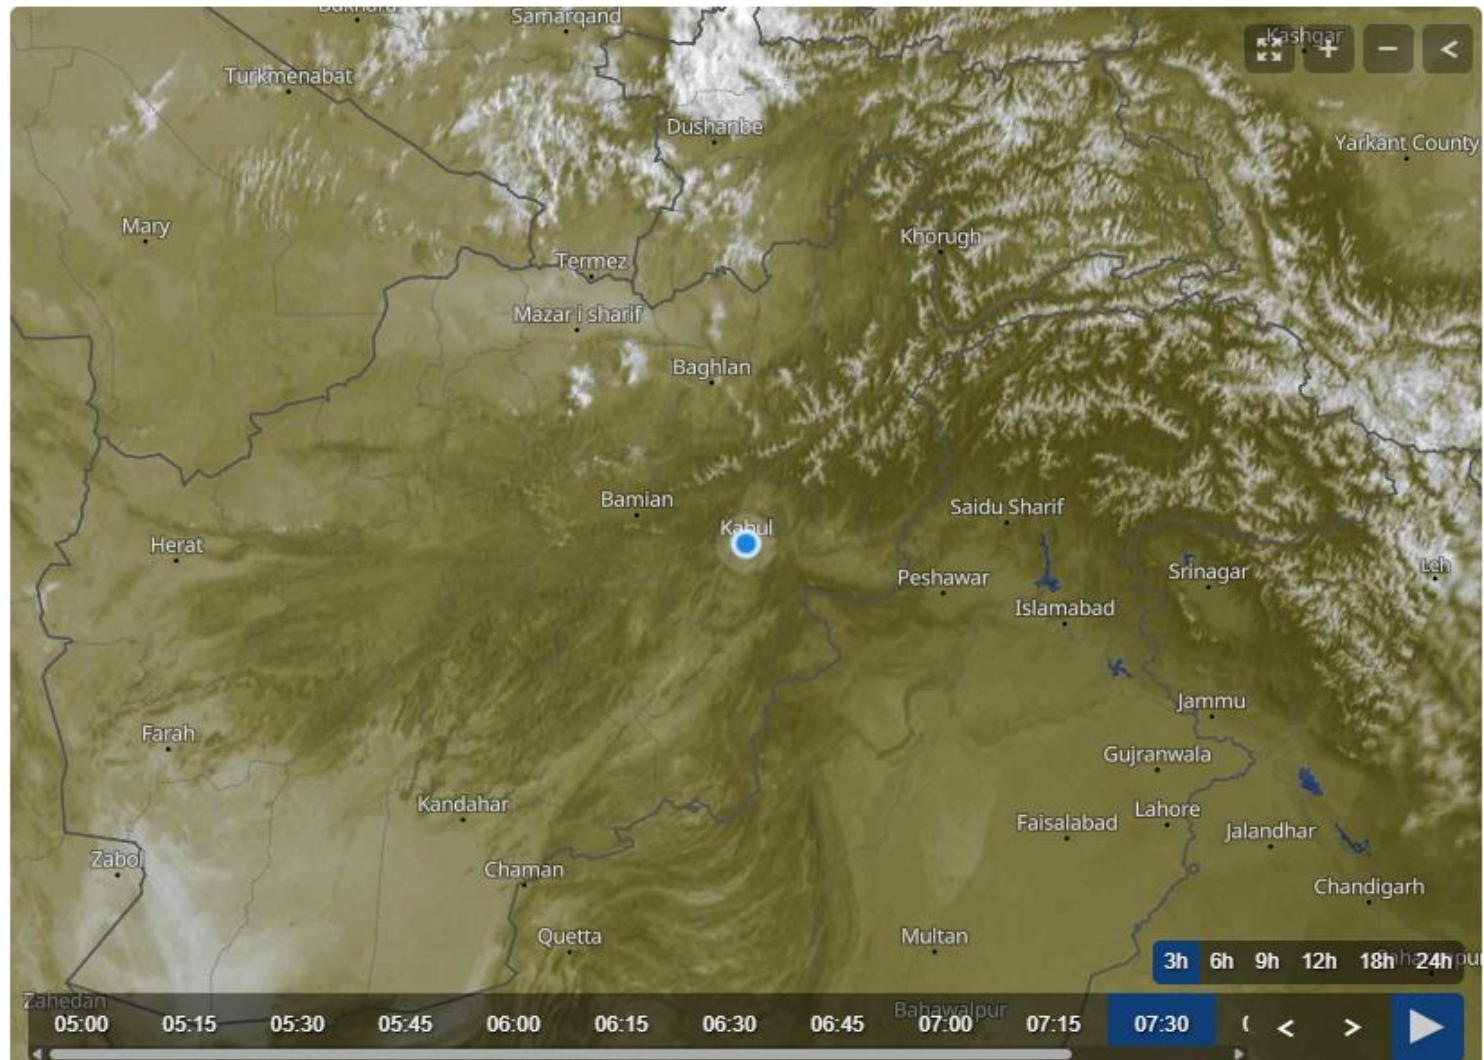 Samarqand
Kashgar
+ − <
Turkmenabat
Dushanbe
Yarkant County
Mary
Khorugh
Termez
Mazar i sharif
Baghlan
Bamian
Saidu Sharif
Kabul
Herat
Peshawar
Srinagar
Leh
Islamabad
Jammu
Farah
Gujranwala
Kandahar
Lahore
Faisalabad
Jalandhar
Zabol
Chaman
Chandigarh
Quetta
Multan
3h 6h 9h 12h 18h 24h
Zahedan
Bahawalpur
05:00 05:15 05:30 05:45 06:00 06:15 06:30 06:45 07:00 07:15 07:30 < >